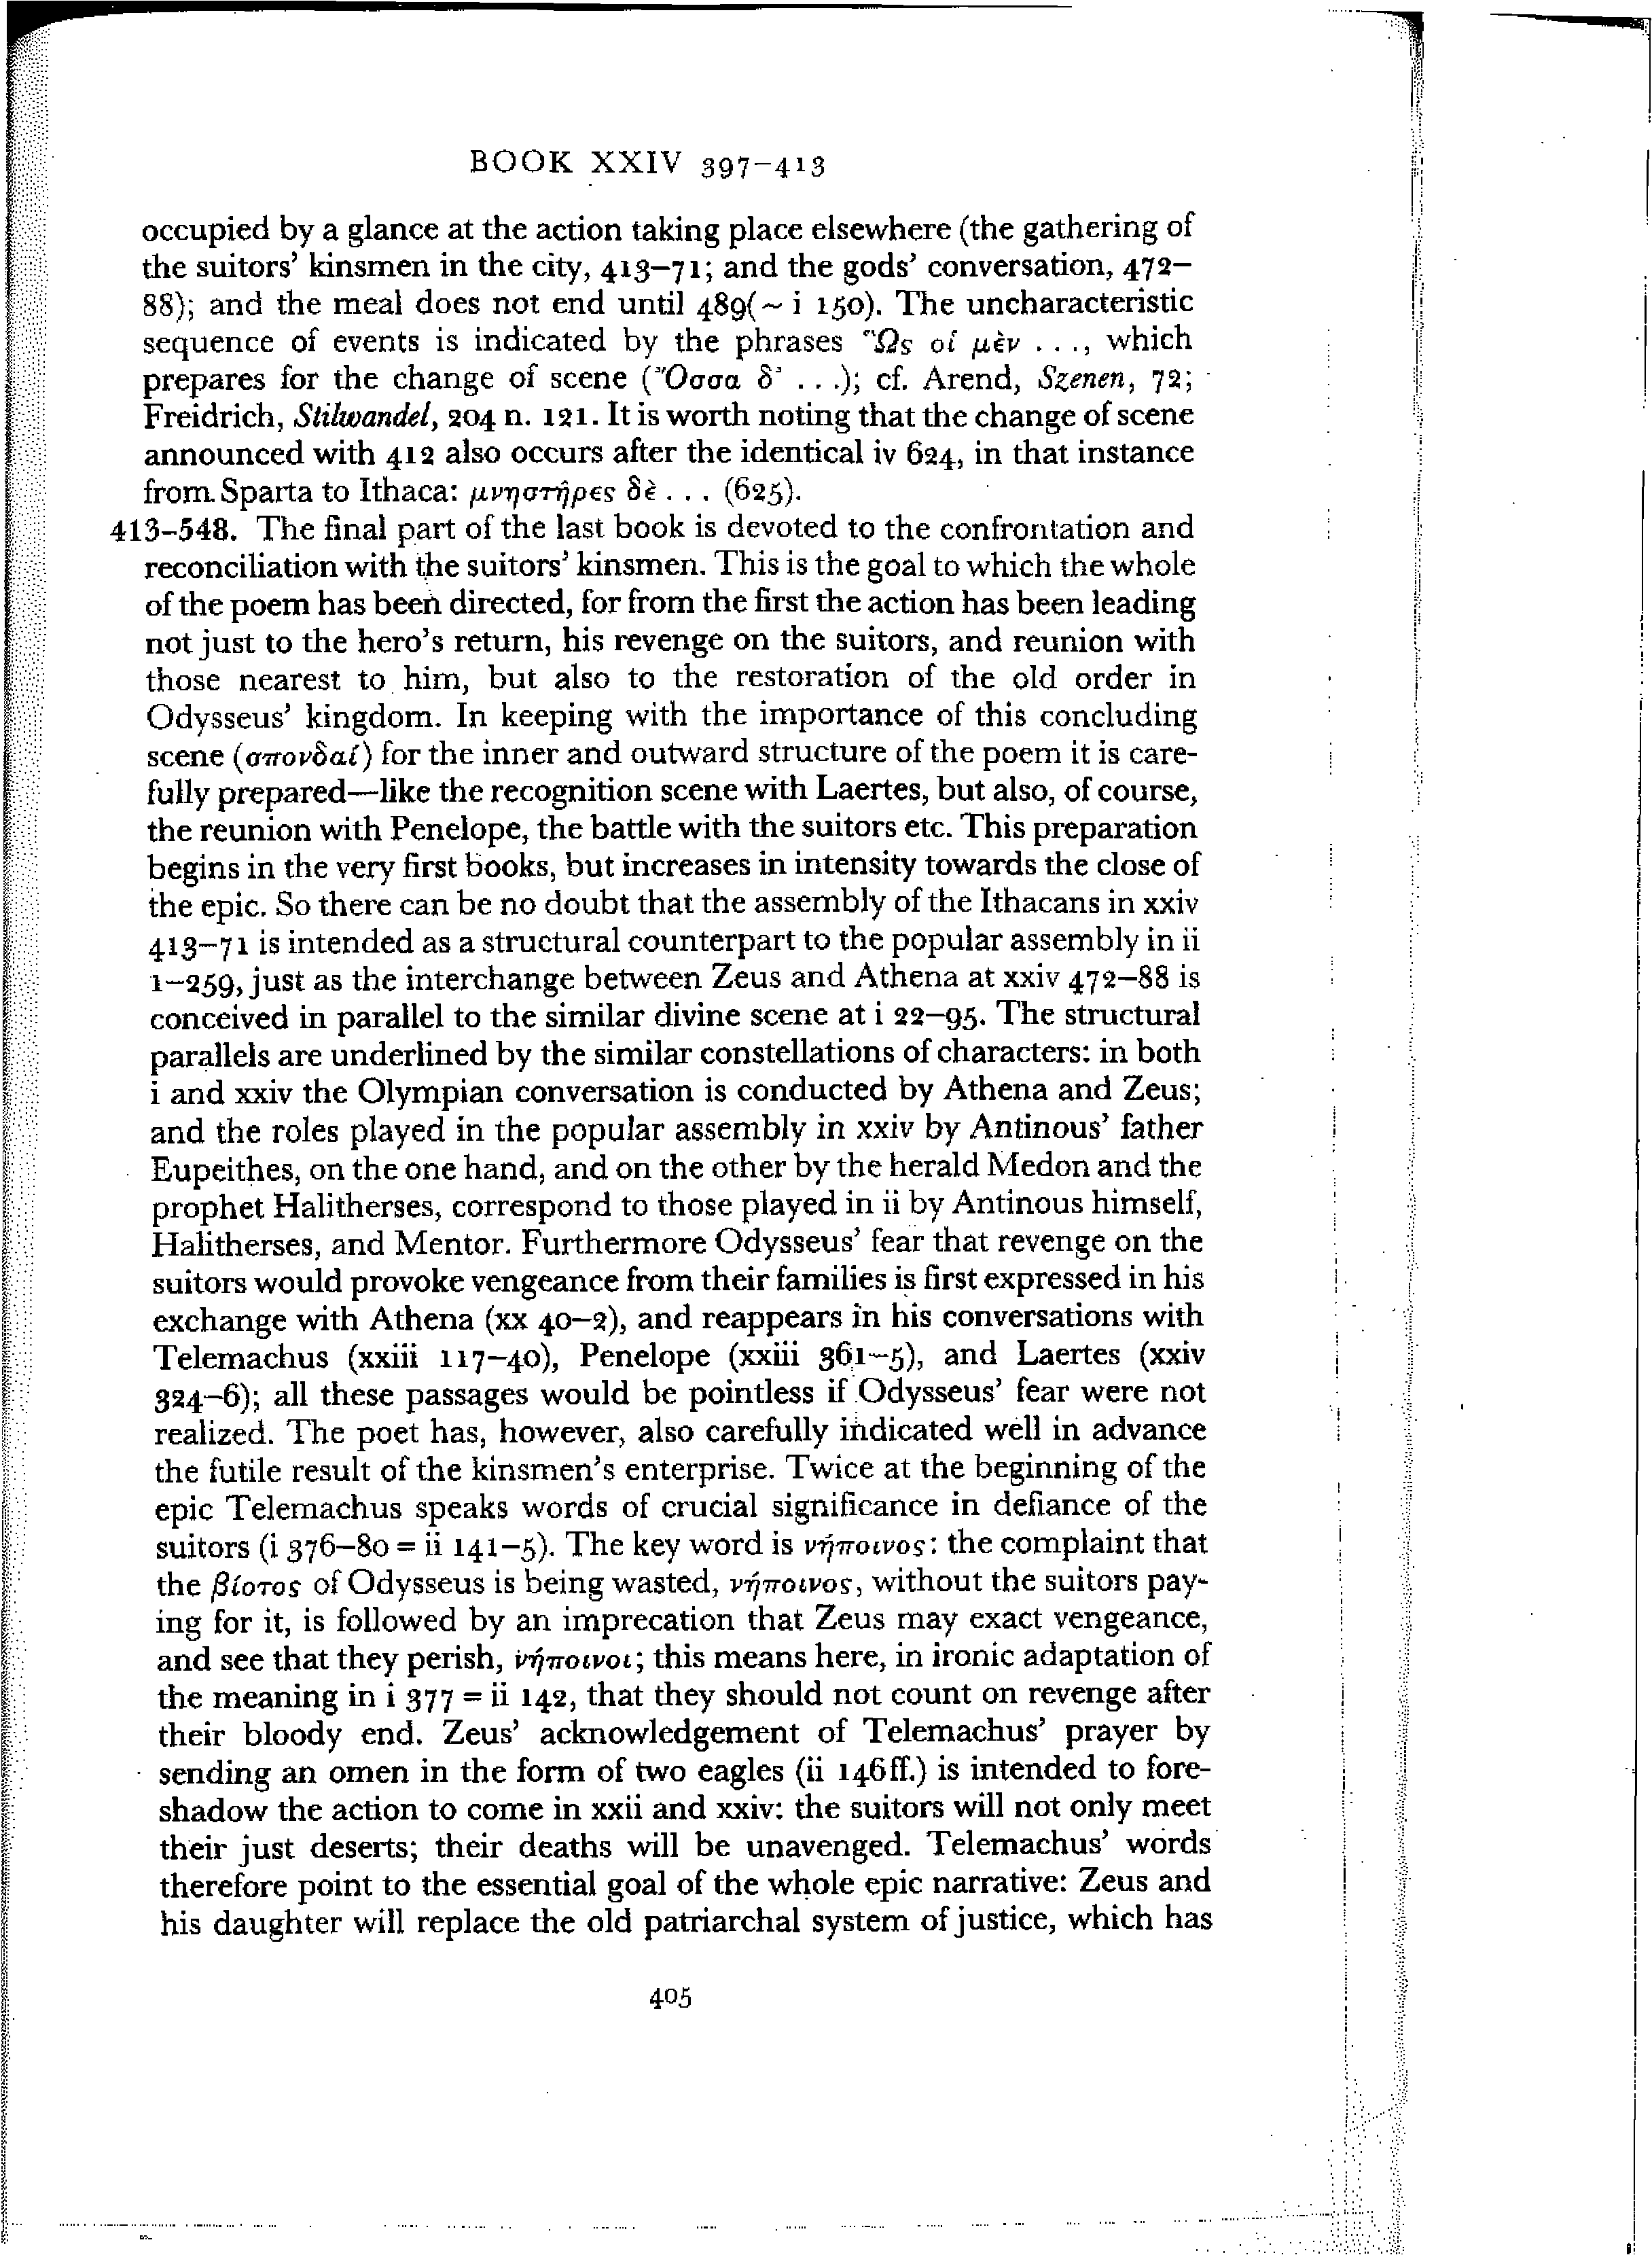 BOOK XXIV 397–413
occupied by a glance at the action taking place elsewhere (the gathering of
the suitors’ kinsmen in the city, 413–71; and the gods’ conversation, 472–
88); and the meal does not end until 489(~ i 150). The uncharacteristic
sequence of events is indicated by the phrases Ὣς οἱ μὲν . . ., which
prepares for the change of scene (Ὄσσα δ’ . . .); cf. Arend, Szenen, 72;
Freidrich, Stilwandel, 204 n. 121. It is worth noting that the change of scene
announced with 412 also occurs after the identical iv 624, in that instance
from Sparta to Ithaca: μνηστῆρες δὲ . . . (625).
413–548. The final part of the last book is devoted to the confrontation and
reconciliation with the suitors’ kinsmen. This is the goal to which the whole
of the poem has been directed, for from the first the action has been leading
not just to the hero’s return, his revenge on the suitors, and reunion with
those nearest to him, but also to the restoration of the old order in
Odysseus’ kingdom. In keeping with the importance of this concluding
scene (σπονδαί) for the inner and outward structure of the poem it is care-
fully prepared—like the recognition scene with Laertes, but also, of course,
the reunion with Penelope, the battle with the suitors etc. This preparation
begins in the very first books, but increases in intensity towards the close of
the epic. So there can be no doubt that the assembly of the Ithacans in xxiv
413–71 is intended as a structural counterpart to the popular assembly in ii
1–259, just as the interchange between Zeus and Athena at xxiv 472–88 is
conceived in parallel to the similar divine scene at i 22–95. The structural
parallels are underlined by the similar constellations of characters: in both
i and xxiv the Olympian conversation is conducted by Athena and Zeus;
and the roles played in the popular assembly in xxiv by Antinous’ father
Eupeithes, on the one hand, and on the other by the herald Medon and the
prophet Halitherses, correspond to those played in ii by Antinous himself,
Halitherses, and Mentor. Furthermore Odysseus’ fear that revenge on the
suitors would provoke vengeance from their families is first expressed in his
exchange with Athena (xx 40–2), and reappears in his conversations with
Telemachus (xxiii 117–40), Penelope (xxiii 361–5), and Laertes (xxiv
324–6); all these passages would be pointless if Odysseus’ fear were not
realized. The poet has, however, also carefully indicated well in advance
the futile result of the kinsmen’s enterprise. Twice at the beginning of the
epic Telemachus speaks words of crucial significance in defiance of the
suitors (i 376–80 = ii 141–5). The key word is νήποινος: the complaint that
the βίοτος of Odysseus is being wasted, νήποινος, without the suitors pay-
ing for it, is followed by an imprecation that Zeus may exact vengeance,
and see that they perish, νήποινοι; this means here, in ironic adaptation of
the meaning in i 377 = ii 142, that they should not count on revenge after
their bloody end. Zeus’ acknowledgement of Telemachus’ prayer by
sending an omen in the form of two eagles (ii 146ff.) is intended to fore-
shadow the action to come in xxii and xxiv: the suitors will not only meet
their just deserts; their deaths will be unavenged. Telemachus’ words
therefore point to the essential goal of the whole epic narrative: Zeus and
his daughter will replace the old patriarchal system of justice, which has
405